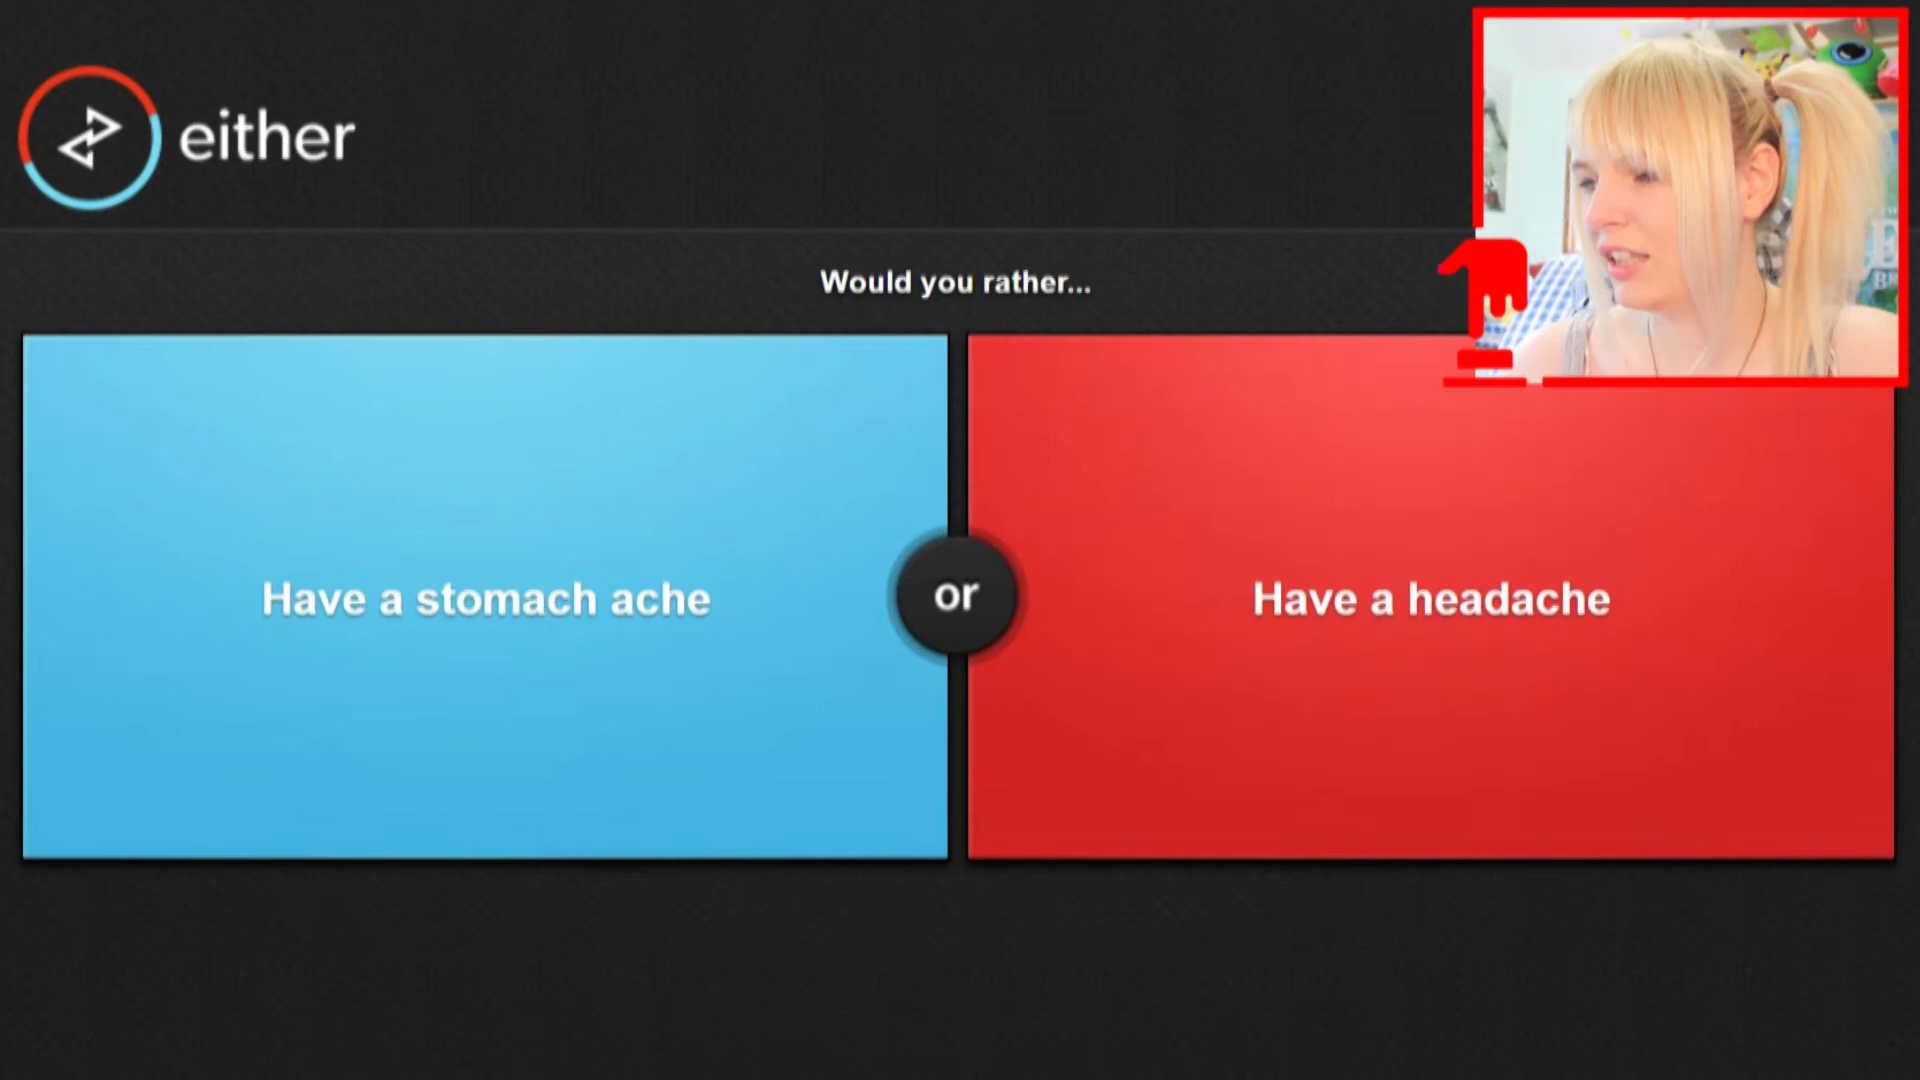 either
Would you rather...
Have a stomach ache
or
Have a headache